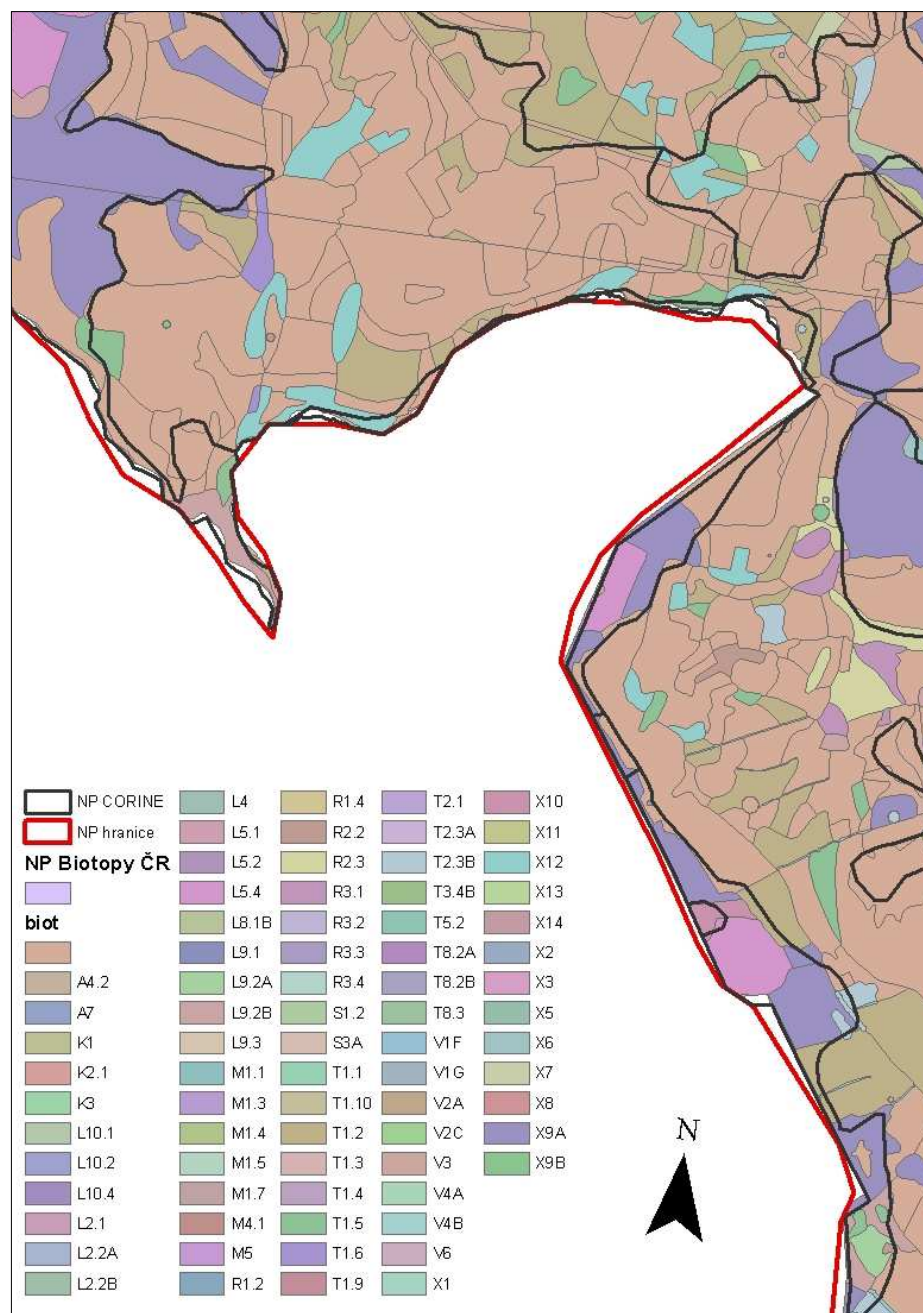 NP CORINE
NP hranice
NP Biotopy ČR
biot
A4.2
A7
K1
K2.1
K3
L10.1
L10.2
L10.4
L2.1
L2.2A
L2.2B
L4
L5.1
L5.2
L5.4
L8.1B
L9.1
L9.2A
L9.2B
L9.3
M1.1
M1.3
M1.4
M1.5
M1.7
M4.1
M5
R1.2
R1.4
R2.2
R2.3
R3.1
R3.2
R3.3
R3.4
S1.2
S3A
T1.1
T1.10
T1.2
T1.3
T1.4
T1.5
T1.6
T1.9
T2.1
T2.3A
T2.3B
T3.4B
T5.2
T8.2A
T8.2B
T8.3
V1F
V1G
V2A
V2C
V3
V4A
V4B
V6
X1
X10
X11
X12
X13
X14
X2
X3
X5
X6
X7
X8
X9A
X9B
N